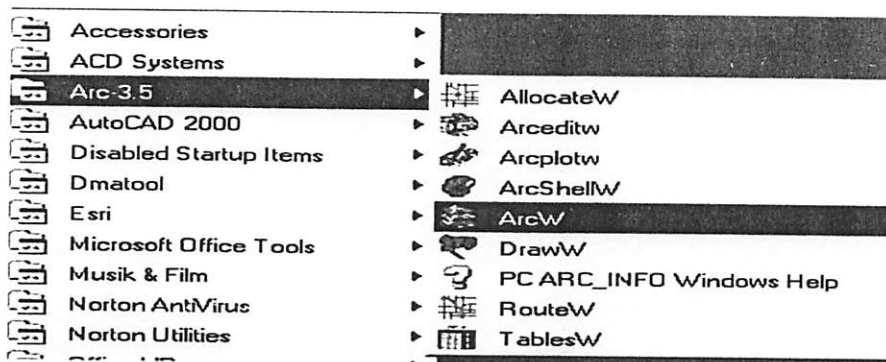 Accessories
ACD Systems
Arc-3.5
AutoCAD 2000
Disabled Startup Items
Dmatool
Esri
Microsoft Office Tools
Musik & Film
Norton AntiVirus
Norton Utilities
AllocateW
Arceditw
Arcplotw
ArcShellW
ArcW
DrawW
PC ARC_INFO Windows Help
RouteW
TablesW